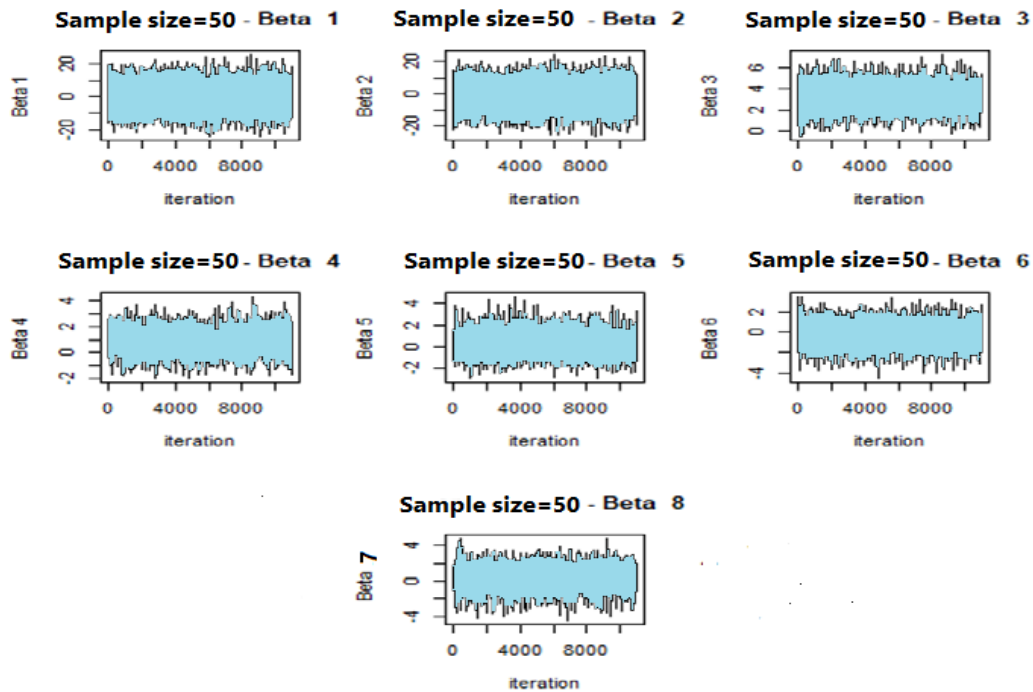 Sample size=50 - Beta 1
Beta 1
20
0
-20
0 4000 8000
iteration
Sample size=50 - Beta 2
Beta 2
20
0
-20
0 4000 8000
iteration
Sample size=50 - Beta 3
Beta 3
6
4
2
0
0 4000 8000
iteration
Sample size=50 - Beta 4
Beta 4
4
2
0
-2
0 4000 8000
iteration
Sample size=50 - Beta 5
Beta 5
4
2
0
-2
0 4000 8000
iteration
Sample size=50 - Beta 6
Beta 6
2
0
-4
0 4000 8000
iteration
Sample size=50 - Beta 8
Beta 7
4
0
-4
0 4000 8000
iteration